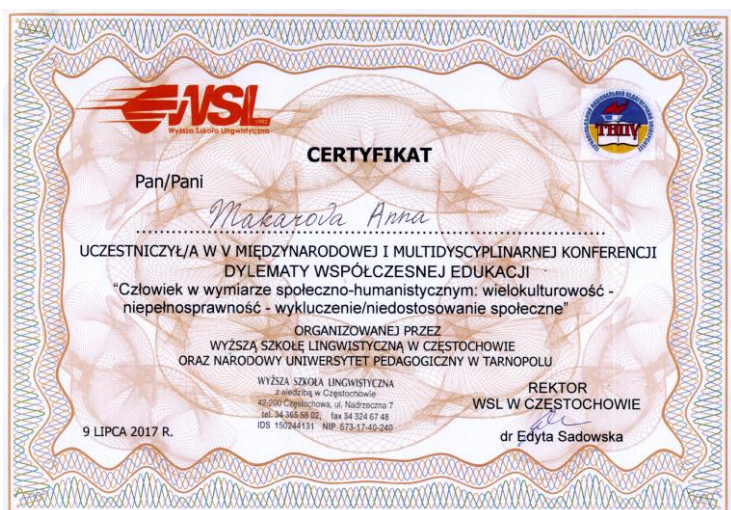 WSL
1992
Wyższa Szkoła Lingwistyczna
ТНПУ
CERTYFIKAT
Pan/Pani
Makaroda Anna
UCZESTNICZYŁ/A W V MIĘDZYNARODOWEJ I MULTIDYSCYPLINARNEJ KONFERENCJI
DYLEMATY WSPÓŁCZESNEJ EDUKACJI
"Człowiek w wymiarze społeczno-humanistycznym: wielokulturowość -
niepełnosprawność - wykluczenie/niedostosowanie społeczne"
ORGANIZOWANEJ PRZEZ
WYŻSZĄ SZKOŁĘ LINGWISTYCZNĄ W CZĘSTOCHOWIE
ORAZ NARODOWY UNIWERSYTET PEDAGOGICZNY W TARNOPOLU
WYŻSZA SZKOŁA LINGWISTYCZNA
z siedzibą w Częstochowie
42-200 Częstochowa, ul. Nadrzeczna 7
tel. 34 365 58 02, fax 34 324 67 48
IDS 150244131 NIP 573-17-40-240
9 LIPCA 2017 R.
REKTOR
WSL W CZĘSTOCHOWIE
dr Edyta Sadowska